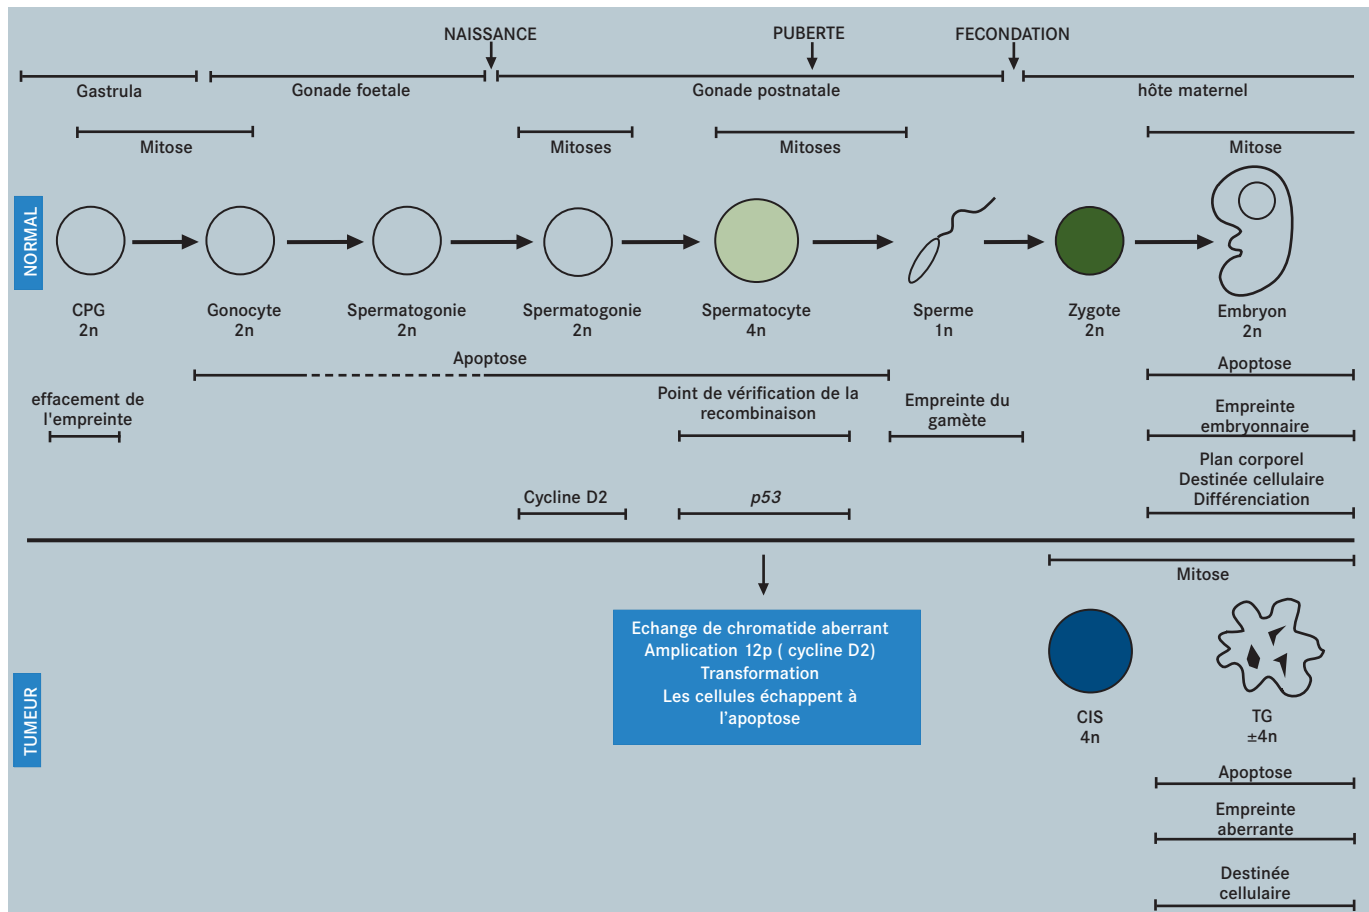 NAISSANCE
PUBERTE
FECONDATION
Gastrula
Gonade foetale
Gonade postnatale
hôte maternel
Mitose
Mitoses
Mitoses
Mitose
NORMAL
CPG
2n
Gonocyte
2n
Spermatogonie
2n
Spermatogonie
2n
Spermatocyte
4n
Sperme
1n
Zygote
2n
Embryon
2n
Apoptose
Apoptose
effacement de
l'empreinte
Point de vérification de la
recombinaison
Empreinte du
gamète
Empreinte
embryonnaire
Plan corporel
Destinée cellulaire
Différenciation
Cycline D2
p53
Mitose
TUMEUR
Echange de chromatide aberrant
Amplication 12p ( cycline D2)
Transformation
Les cellules échappent à
l'apoptose
CIS
4n
TG
±4n
Apoptose
Empreinte
aberrante
Destinée
cellulaire